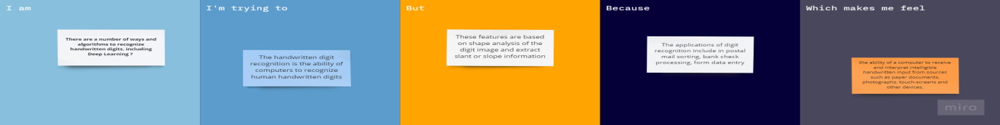 I am
There are a number of ways and
algorithms to recognize
handwritten digits, including
Deep Learning ?
I'm trying to
The handwritten digit
recognition is the ability of
computers to recognize
human handwritten digits
But
These features are based
on shape analysis of the
digit image and extract
slant or slope information
Because
The applications of digit
recognition include in postal
mail sorting, bank check
processing, form data entry
Which makes me feel
the ability of a computer to receive
and interpret intelligible
handwritten input from sources
such as paper documents,
photographs, touch-screens and
other devices.
miro